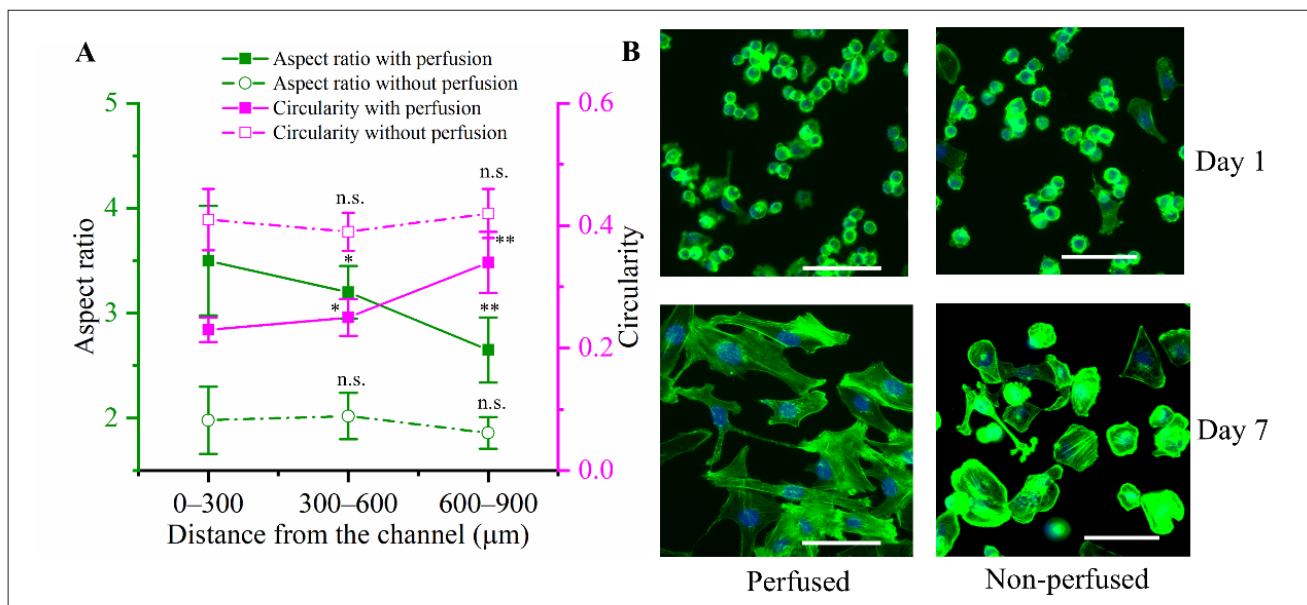 A
Aspect ratio with perfusion
Aspect ratio without perfusion
Circularity with perfusion
Circularity without perfusion
5
4
3
2
Aspect ratio
0.6
0.4
0.2
0.0
Circularity
n.s.
n.s.
*
**
*
**
n.s.
n.s.
0–300
300–600
600–900
Distance from the channel (μm)
B
Day 1
Day 7
Perfused
Non-perfused